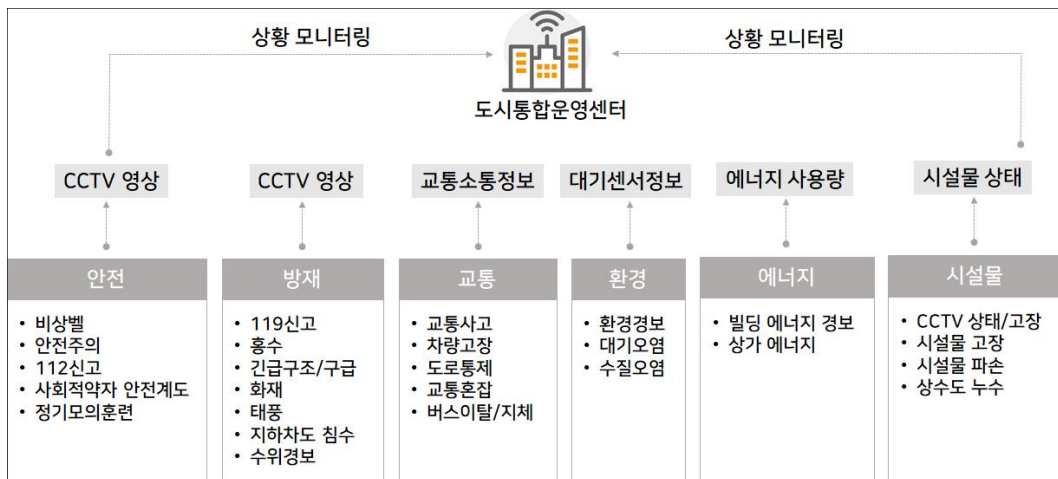 상황 모니터링
상황 모니터링
도시통합운영센터
CCTV 영상
CCTV 영상
교통소통정보
대기센서정보
에너지 사용량
시설물 상태
안전
• 비상벨
• 안전주의
• 112신고
• 사회적약자 안전계도
• 정기모의훈련
방재
• 119신고
• 홍수
• 긴급구조/구급
• 화재
• 태풍
• 지하차도 침수
• 수위경보
교통
• 교통사고
• 차량고장
• 도로통제
• 교통혼잡
• 버스이탈/지체
환경
• 환경경보
• 대기오염
• 수질오염
에너지
• 빌딩 에너지 경보
• 상가 에너지
시설물
• CCTV 상태/고장
• 시설물 고장
• 시설물 파손
• 상수도 누수